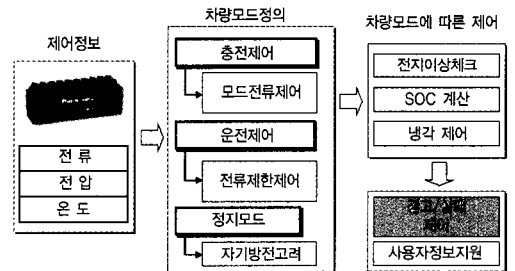 제어정보
전 류
전 압
온 도
차량모드정의
충전제어
모드전류제어
운전제어
전류제한제어
정지모드
자기방전고려
차량모드에 따른 제어
전지이상체크
SOC 계산
냉각 제어
제어
사용자정보지원